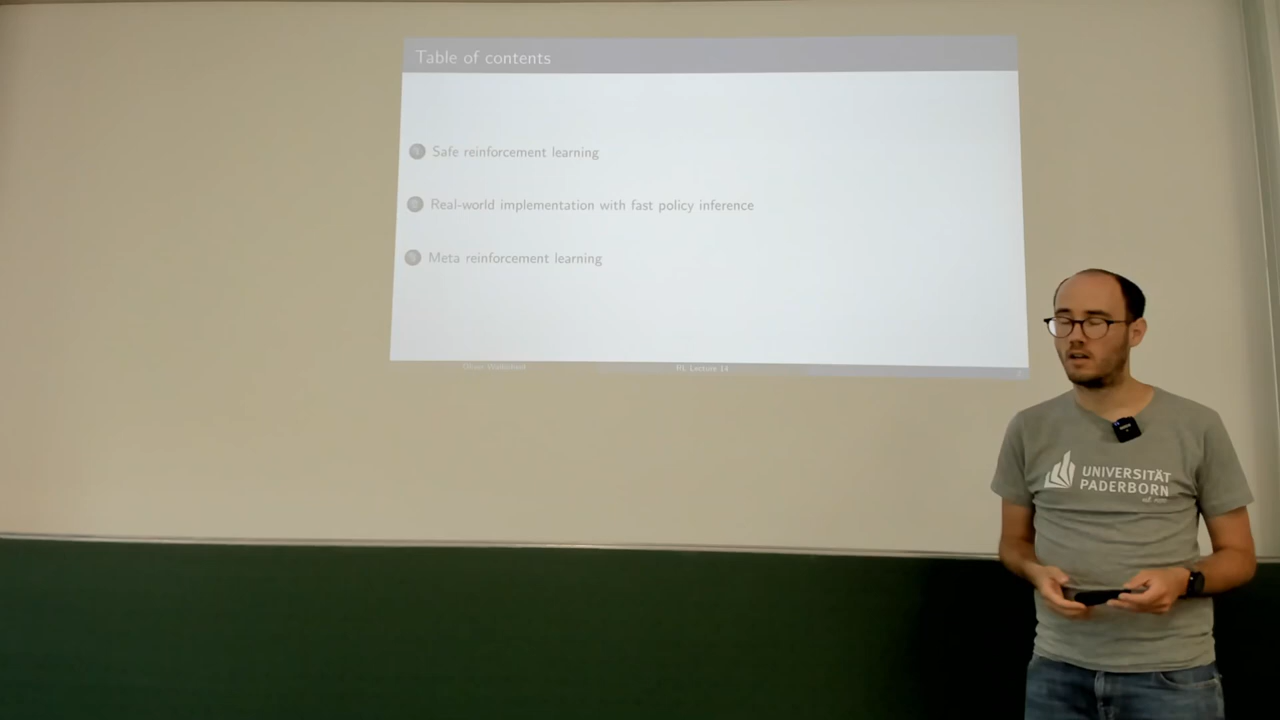 Table of contents
Safe reinforcement learning
Real-world implementation with fast policy inference
Meta reinforcement learning
RL Lecture 14
UNIVERSITÄT
PADERBORN